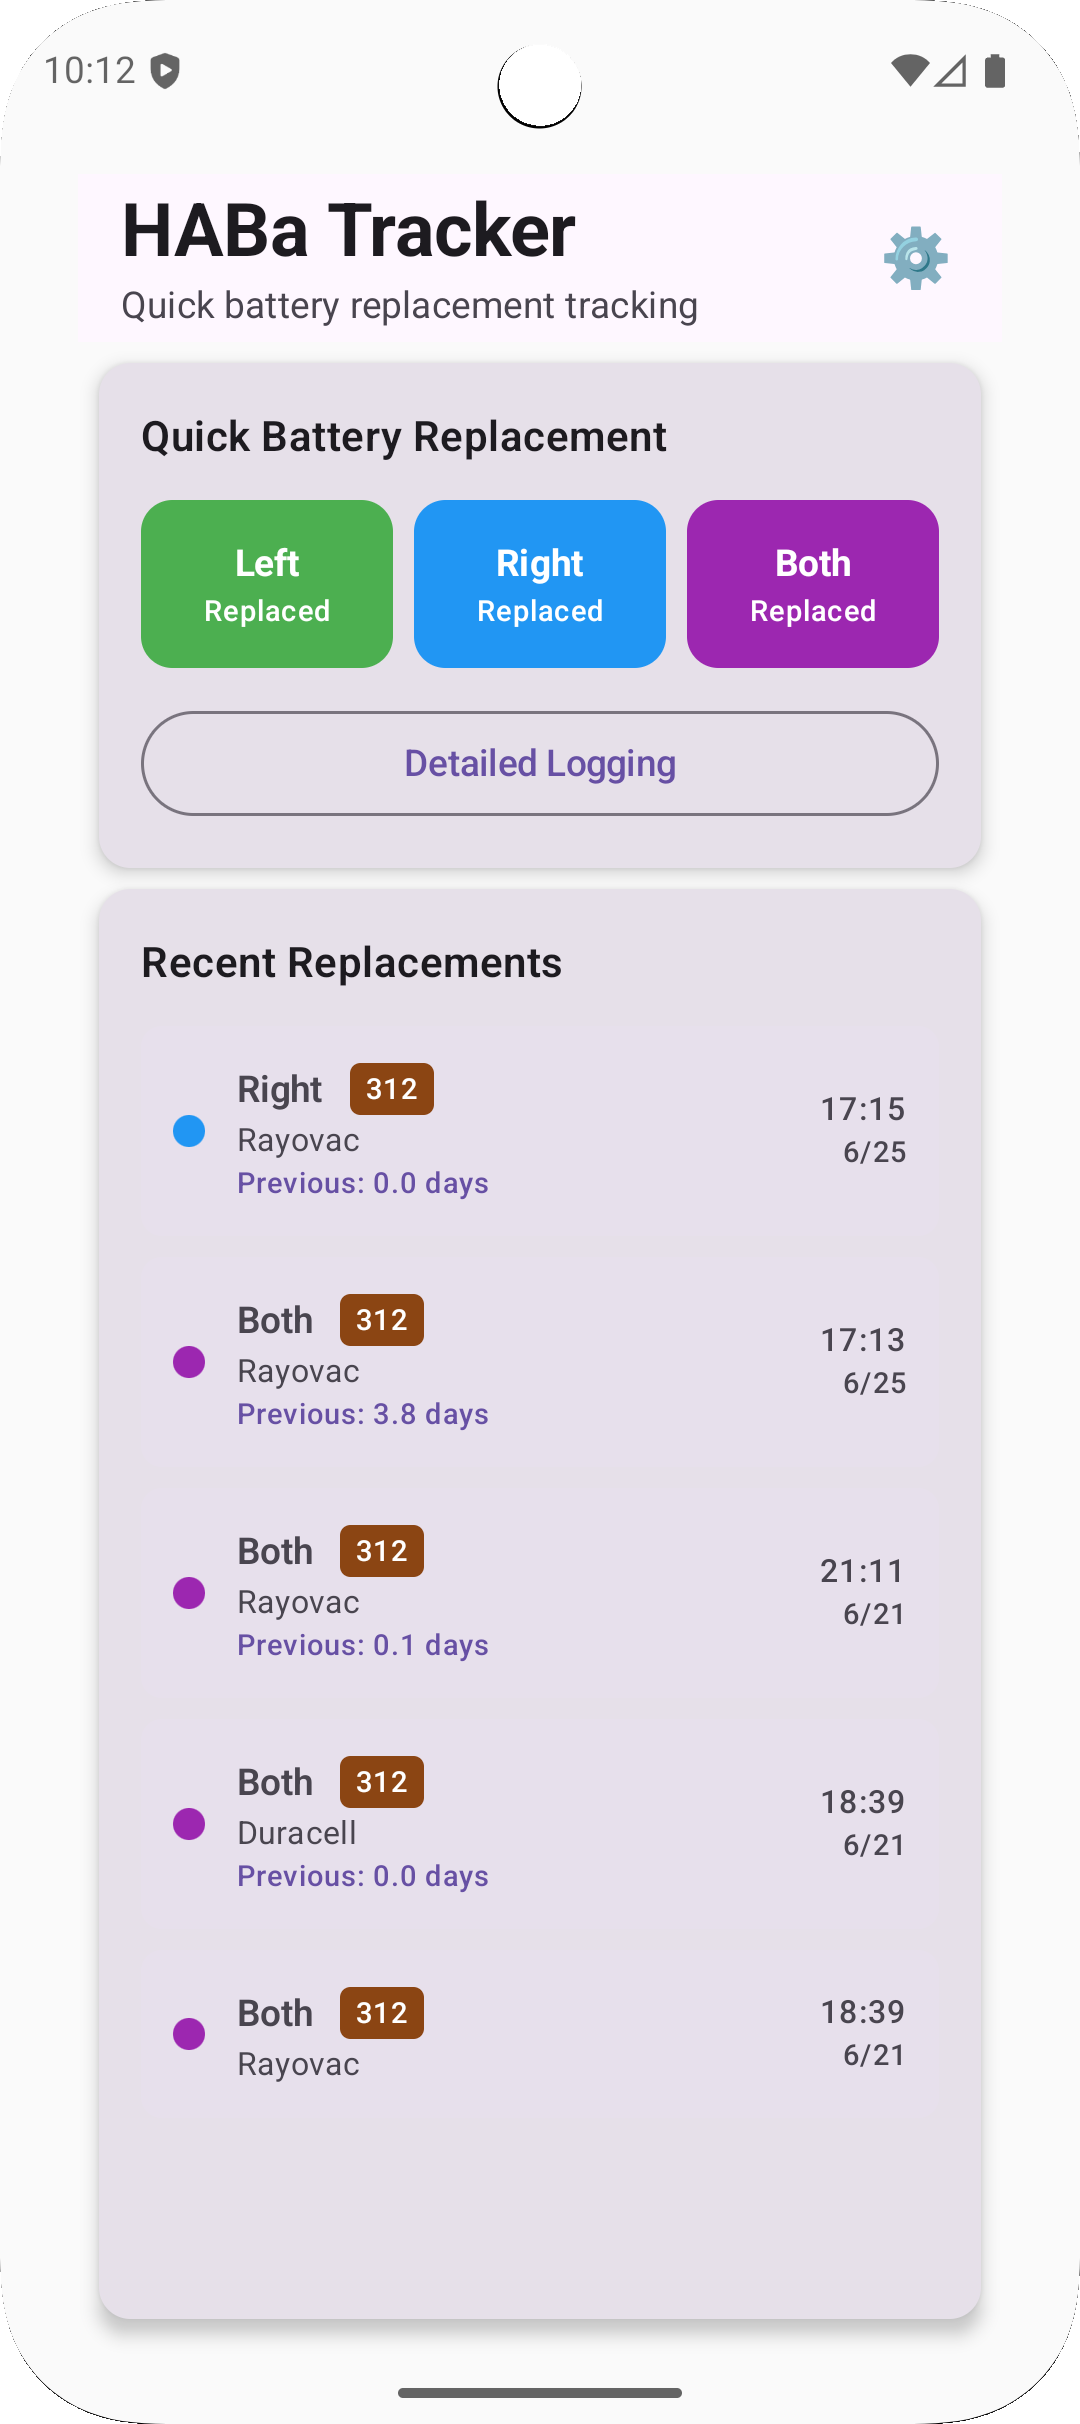 10:12
HABa Tracker
Quick battery replacement tracking
Quick Battery Replacement
Left
Replaced
Right
Replaced
Both
Replaced
Detailed Logging
Recent Replacements
Right 312
Rayovac
Previous: 0.0 days
17:15
6/25
Both 312
Rayovac
Previous: 3.8 days
17:13
6/25
Both 312
Rayovac
Previous: 0.1 days
21:11
6/21
Both 312
Duracell
Previous: 0.0 days
18:39
6/21
Both 312
Rayovac
18:39
6/21